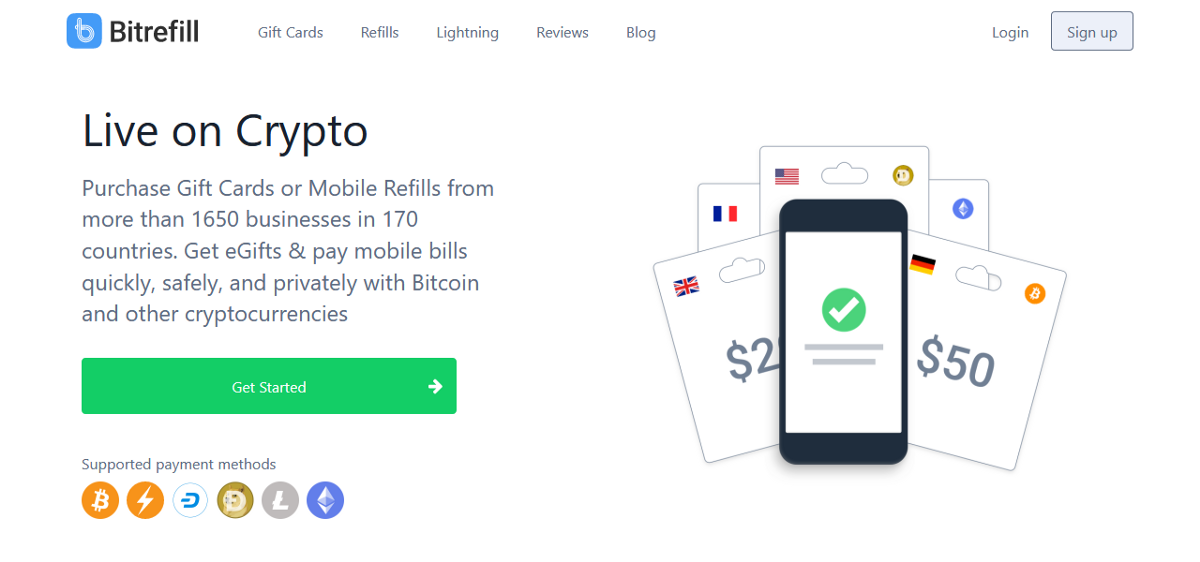 Bitrefill
Gift Cards
Refills
Lightning
Reviews
Blog
Login
Sign up
Live on Crypto
Purchase Gift Cards or Mobile Refills from
more than 1650 businesses in 170
countries. Get eGifts & pay mobile bills
quickly, safely, and privately with Bitcoin
and other cryptocurrencies
Get Started
Supported payment methods
$2
$50